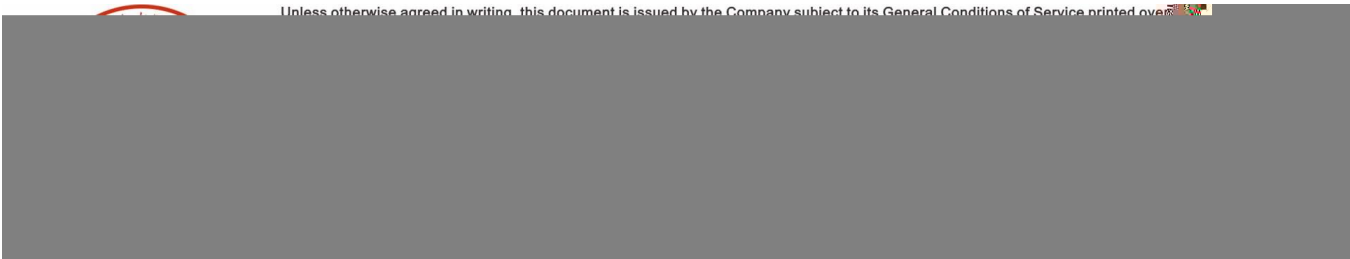 Unless otherwise agreed in writing, this document is issued by the Company subject to its General Conditions of Service printed